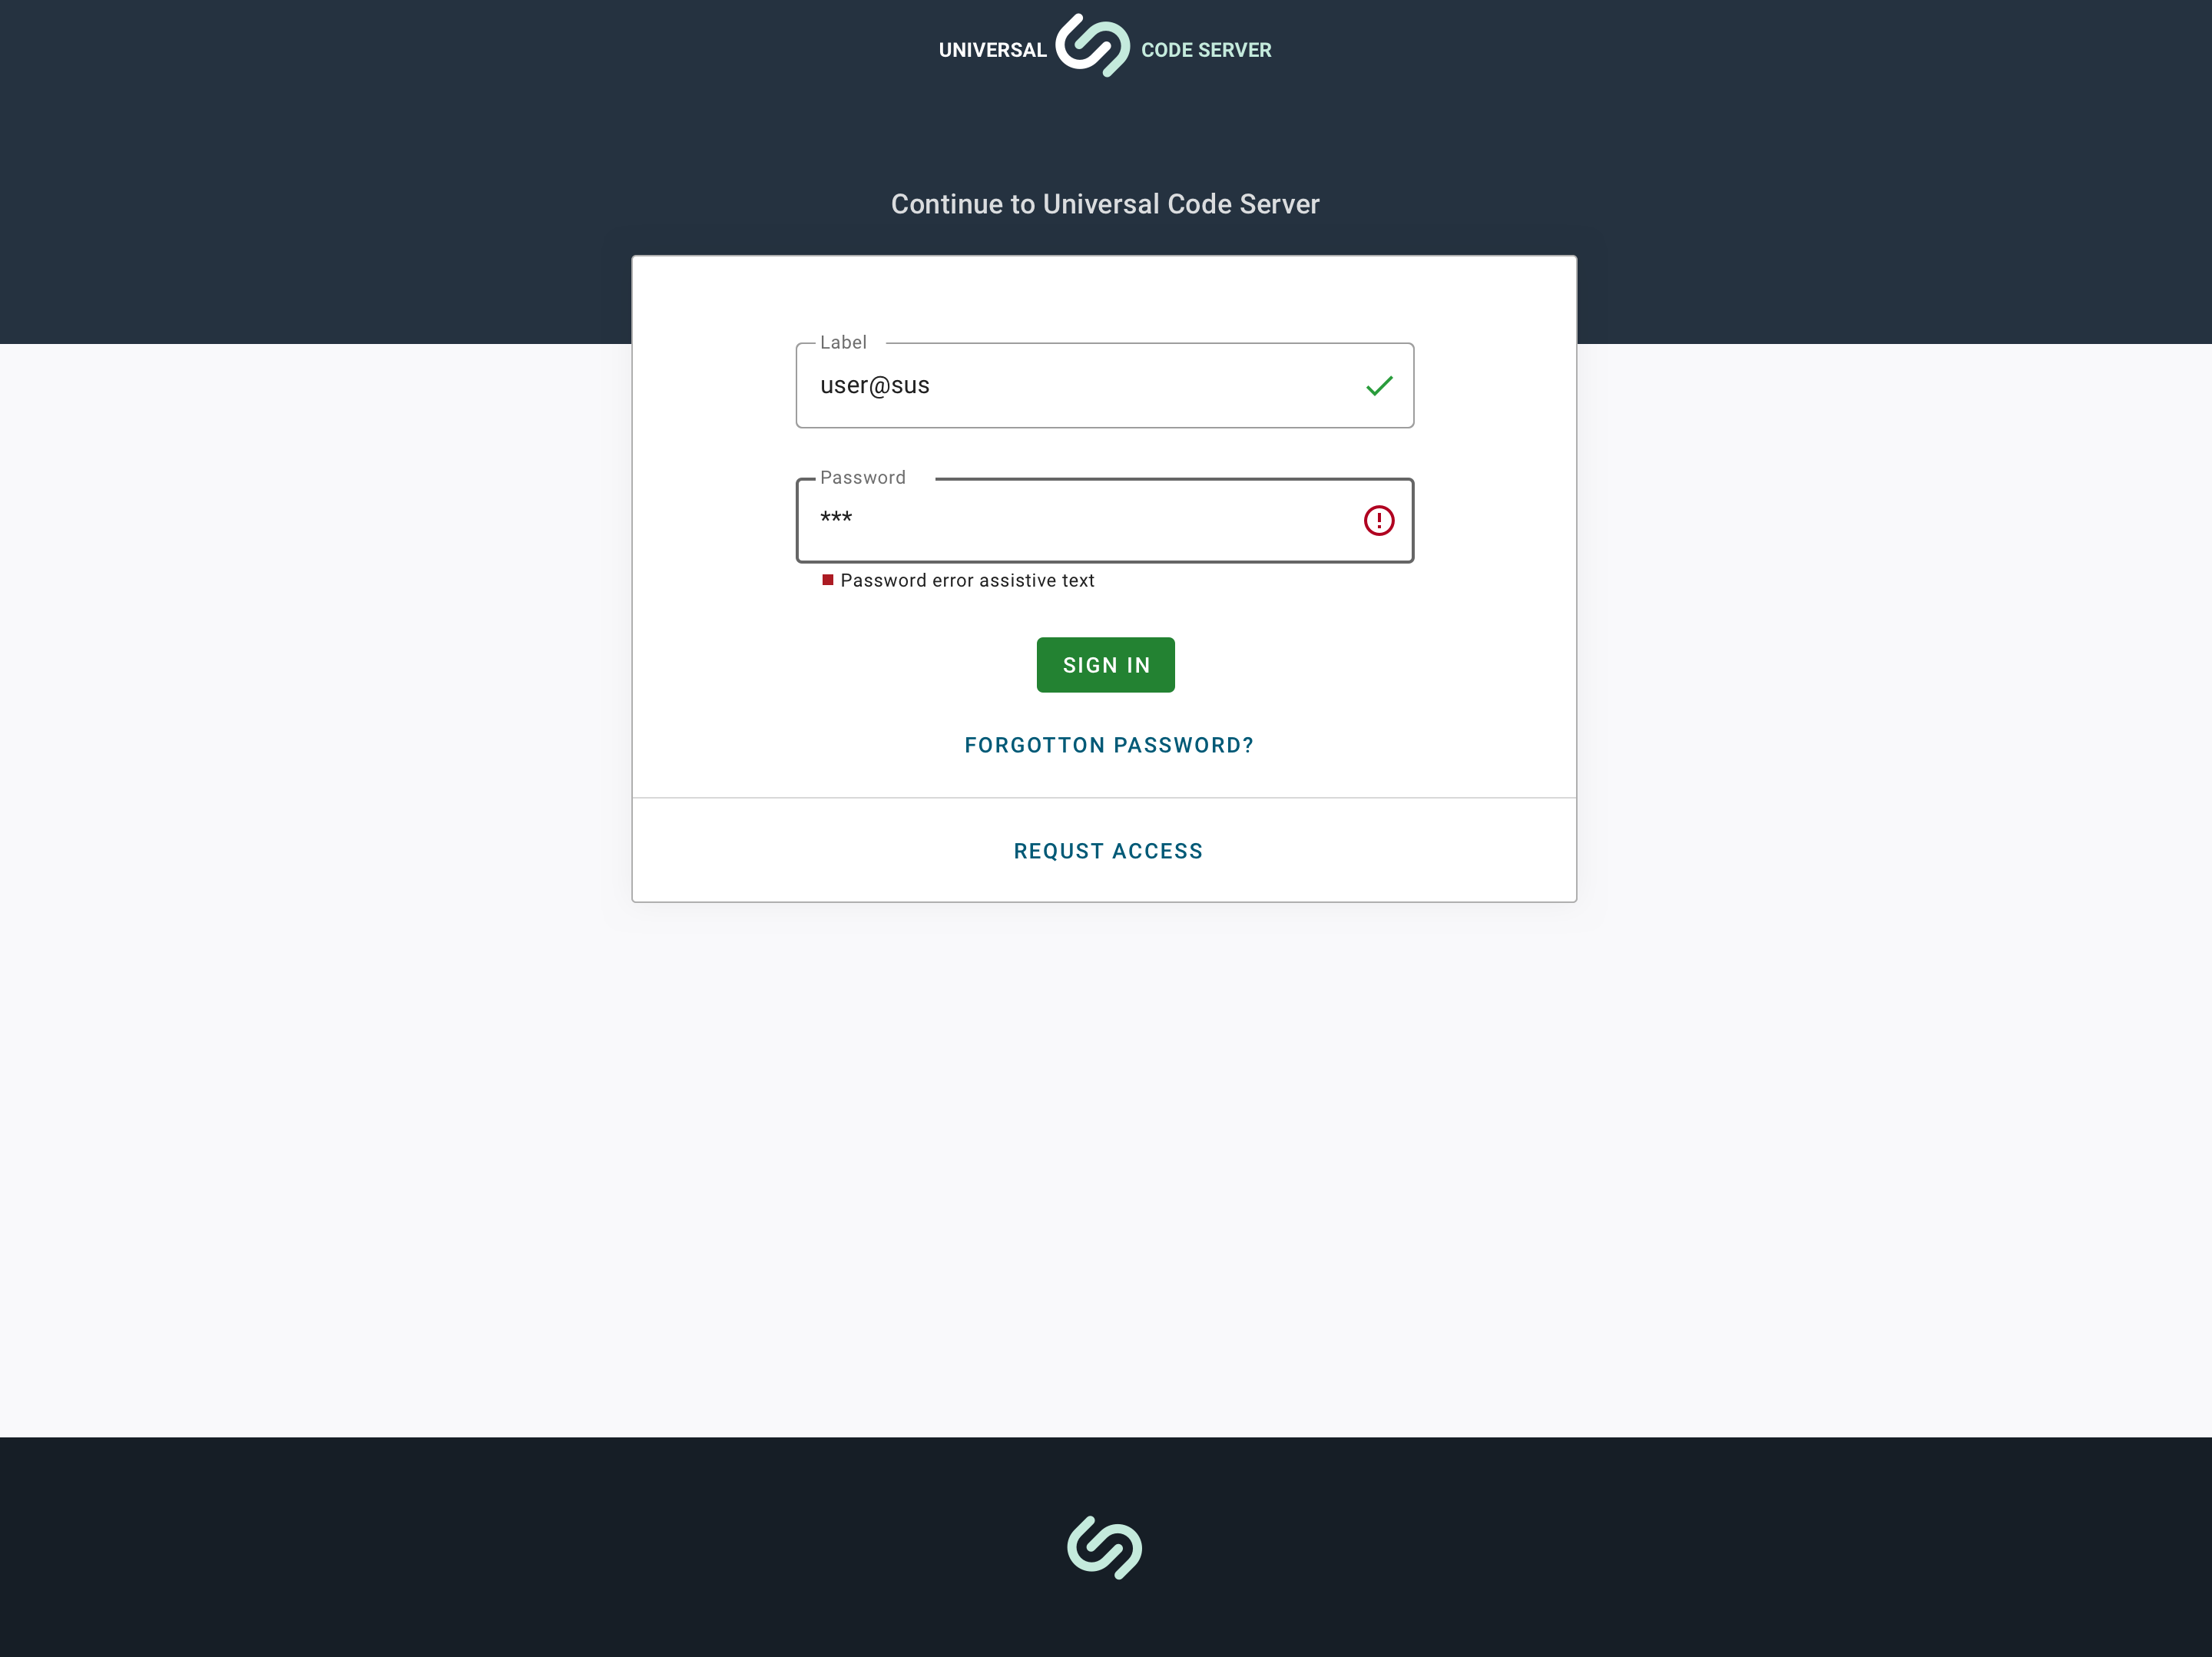 UNIVERSAL CODE SERVER
Continue to Universal Code Server
Label
user@sus
Password
***
Password error assistive text
SIGN IN
FORGOTTON PASSWORD?
REQUST ACCESS